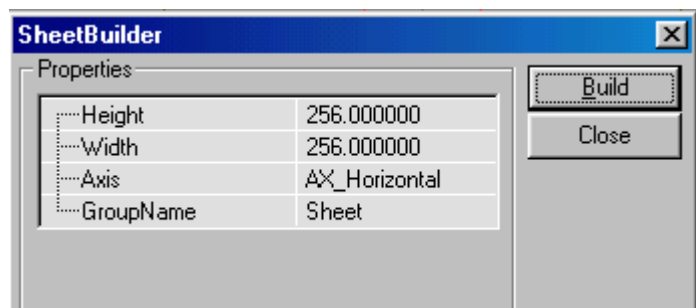 SheetBuilder
Properties
Height 256.000000
Width 256.000000
Axis AX_Horizontal
GroupName Sheet
Build
Close